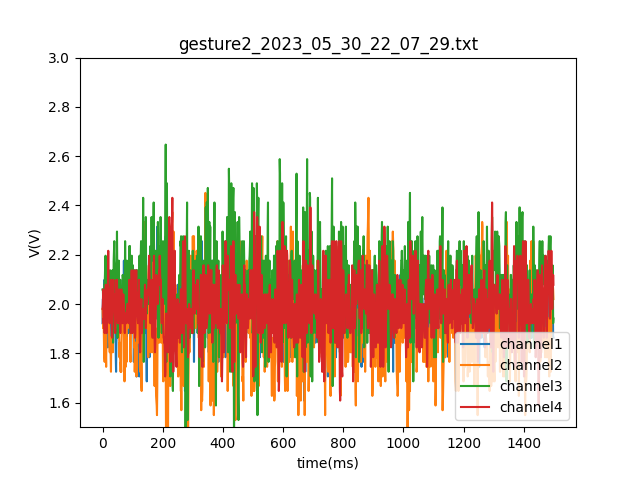 gesture2_2023_05_30_22_07_29.txt
3.0
2.8
2.6
2.4
2.2
2.0
1.8
1.6
V(V)
channel1
channel2
channel3
channel4
0 200 400 600 800 1000 1200 1400
time(ms)